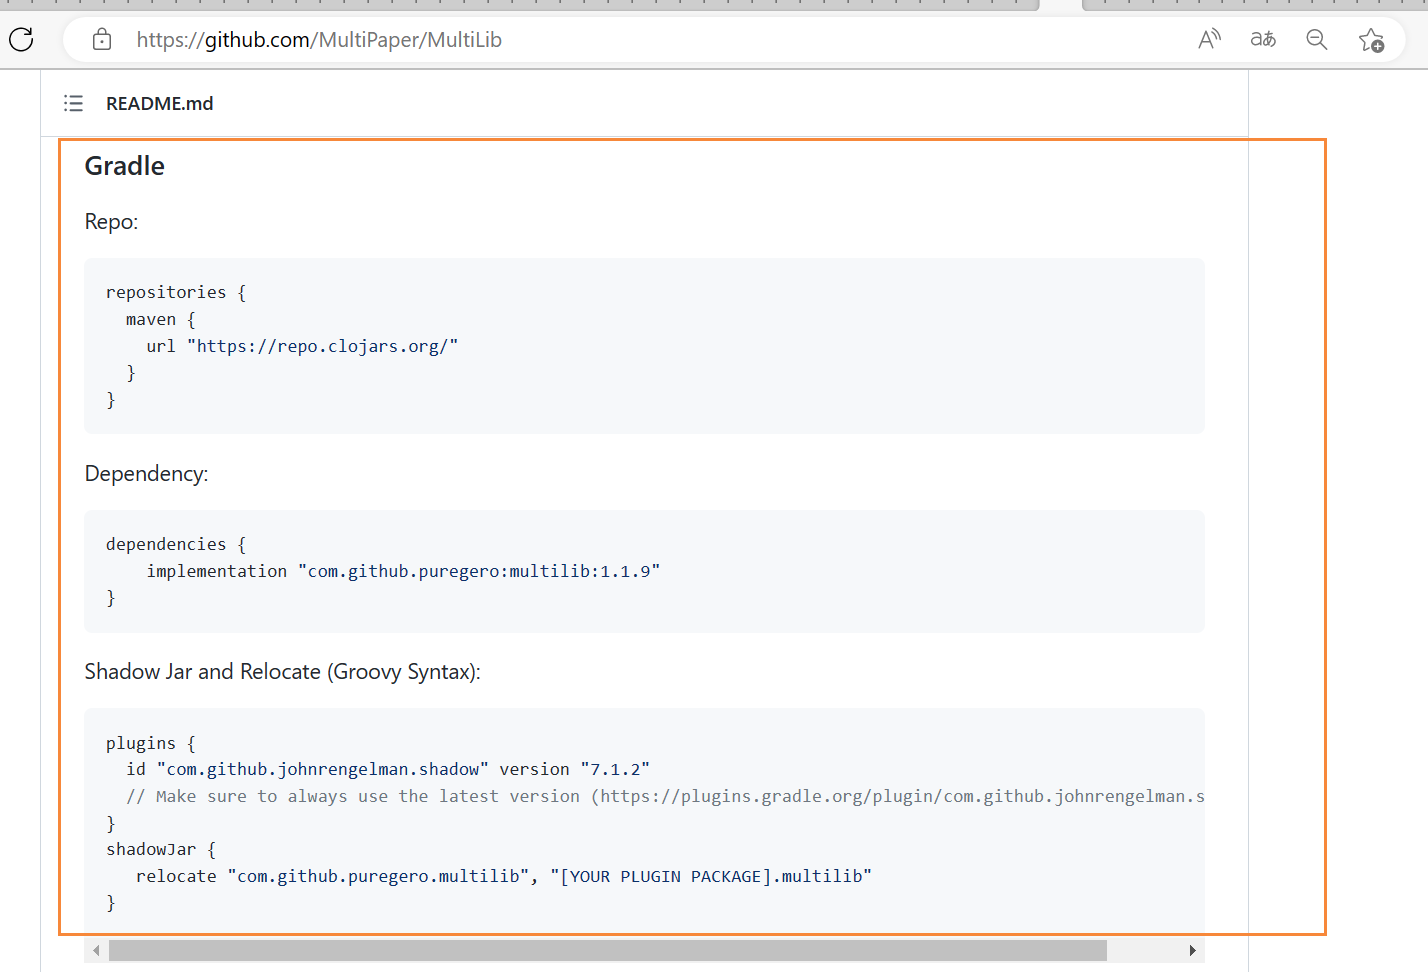 https://github.com/MultiPaper/MultiLib
README.md
Gradle
Repo:
repositories {
  maven {
    url "https://repo.clojars.org/"
  }
}
Dependency:
dependencies {
    implementation "com.github.puregero:multilib:1.1.9"
}
Shadow Jar and Relocate (Groovy Syntax):
plugins {
  id "com.github.johnrengelman.shadow" version "7.1.2"
  // Make sure to always use the latest version (https://plugins.gradle.org/plugin/com.github.johnrengelman.s
}
shadowJar {
   relocate "com.github.puregero.multilib", "[YOUR PLUGIN PACKAGE].multilib"
}